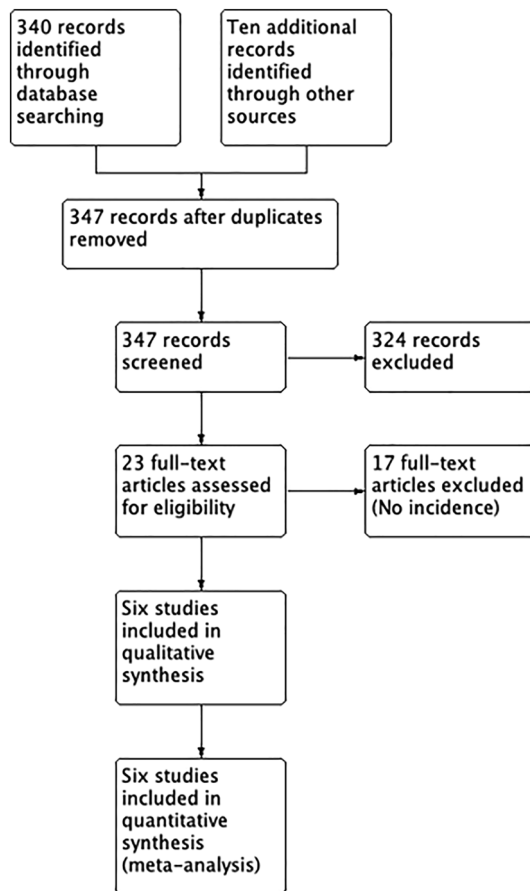 340 records
identified
through
database
searching
Ten additional
records
identified
through other
sources
347 records after duplicates
removed
347 records
screened
324 records
excluded
23 full-text
articles assessed
for eligibility
17 full-text
articles excluded
(No incidence)
Six studies
included in
qualitative
synthesis
Six studies
included in
quantitative
synthesis
(meta-analysis)